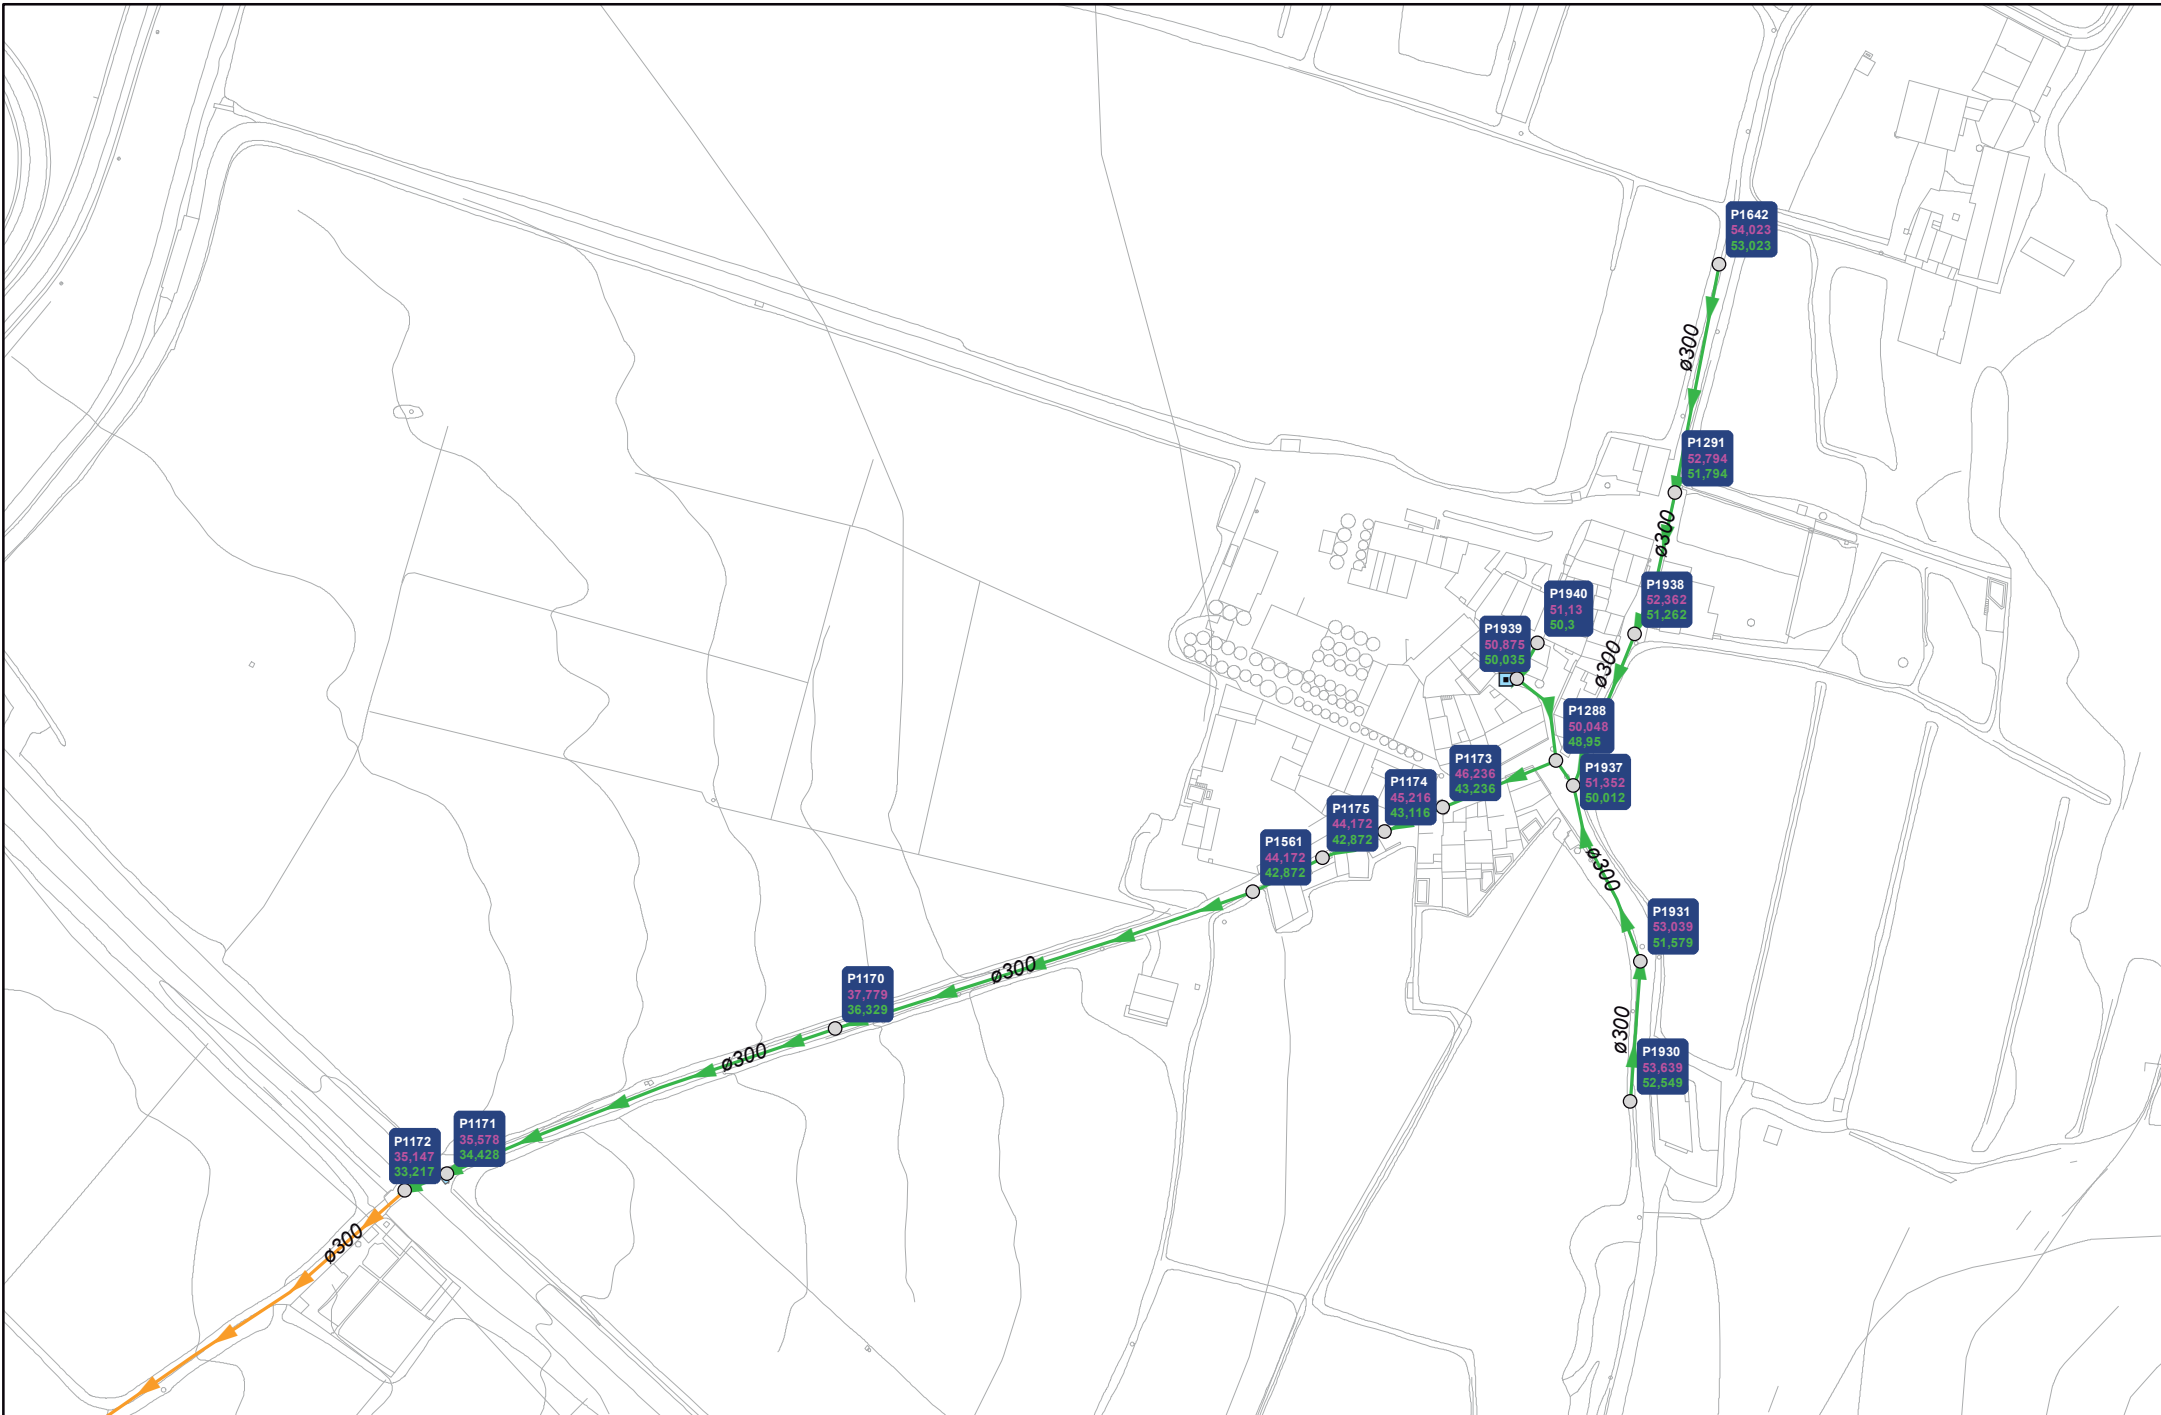 P1642
54,023
53,023
ø300
P1291
52,794
51,794
ø300
P1938
52,362
51,262
P1940
51,13
50,3
P1939
50,875
50,035
ø300
P1288
50,048
48,95
P1937
51,352
50,012
P1173
46,236
43,236
P1174
45,216
43,116
P1175
44,172
42,872
P1561
44,172
42,872
ø300
P1931
53,039
51,579
ø300
P1170
37,779
36,329
ø300
P1930
53,639
52,549
ø300
P1171
35,578
34,428
P1172
35,147
33,217
ø300